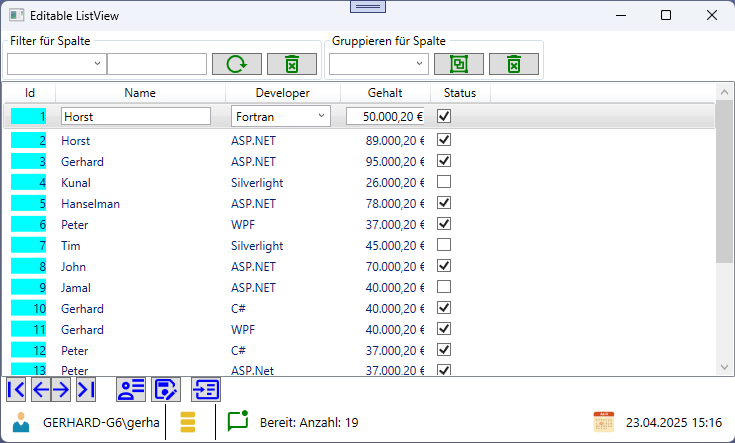 Editable ListView
Filter für Spalte Gruppieren für Spalte
Id Name Developer Gehalt Status
1 Horst Fortran 50.000,20 €
2 Horst ASP.NET 89.000,20 €
3 Gerhard ASP.NET 95.000,20 €
4 Kunal Silverlight 26.000,20 €
5 Hanselman ASP.NET 78.000,20 €
6 Peter WPF 37.000,20 €
7 Tim Silverlight 45.000,20 €
8 John ASP.NET 70.000,20 €
9 Jamal ASP.NET 40.000,20 €
10 Gerhard C# 40.000,20 €
11 Gerhard WPF 40.000,20 €
12 Peter C# 37.000,20 €
13 Peter ASP.Net 37.000,20 €
GERHARD-G6\gerha Bereit: Anzahl: 19 23.04.2025 15:16